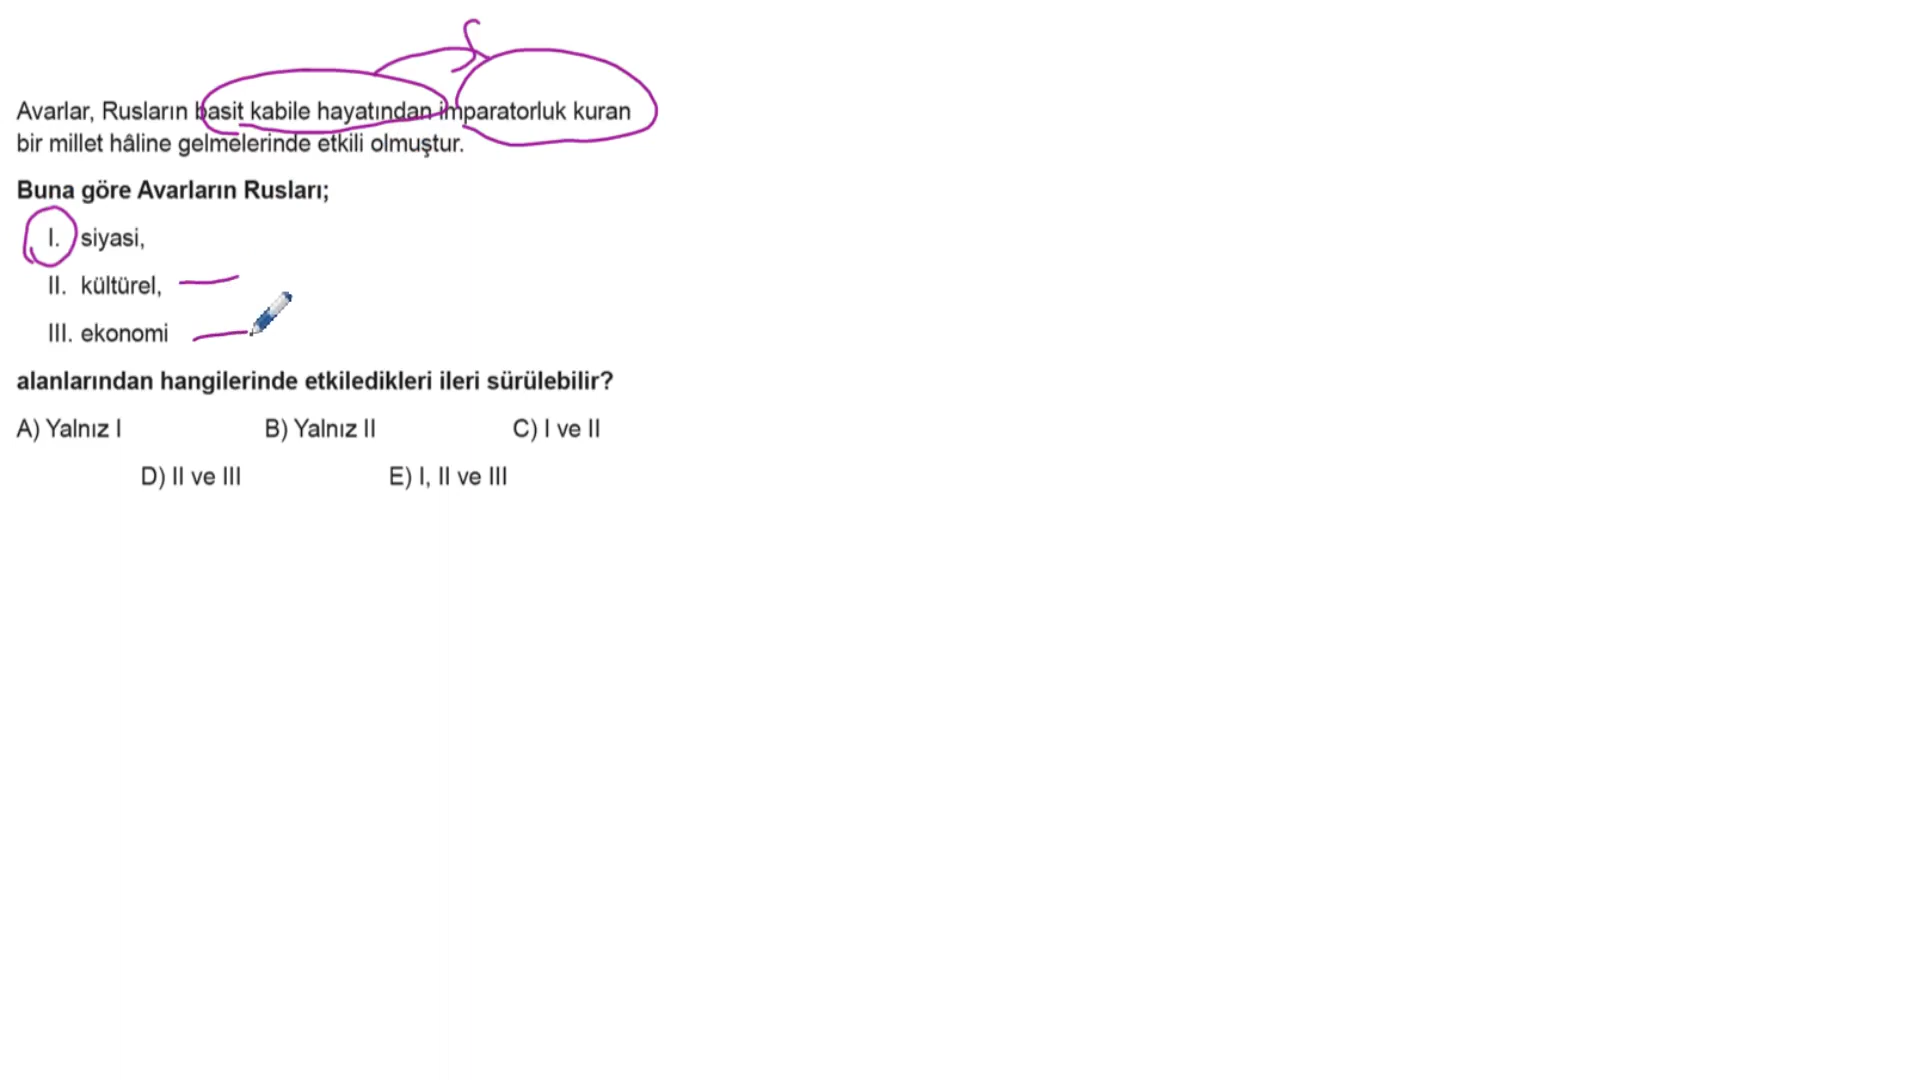 Avarlar, Rusların basit kabile hayatından imparatorluk kuran
bir millet hâline gelmelerinde etkili olmuştur.
Buna göre Avarların Rusları;
I. siyasi,
II. kültürel,
III. ekonomi
alanlarından hangilerinde etkiledikleri ileri sürülebilir?
A) Yalnız I B) Yalnız II C) I ve II
D) II ve III E) I, II ve III